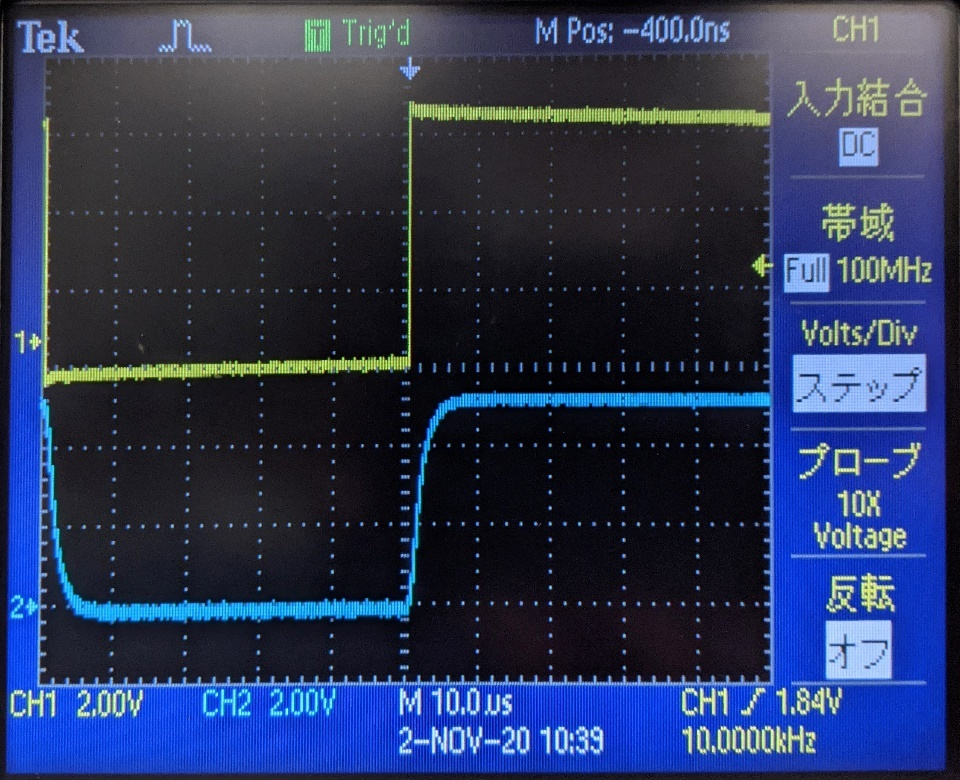 Tek Trig'd M Pos: -400.0ns CH1
入力結合
DC
帯域
Full 100MHz
Volts/Div
ステップ
プローブ
10X
Voltage
反転
オフ
1
2
CH1 2.00V CH2 2.00V M 10.0µs CH1 1.84V
2-NOV-20 10:39 10.0000kHz